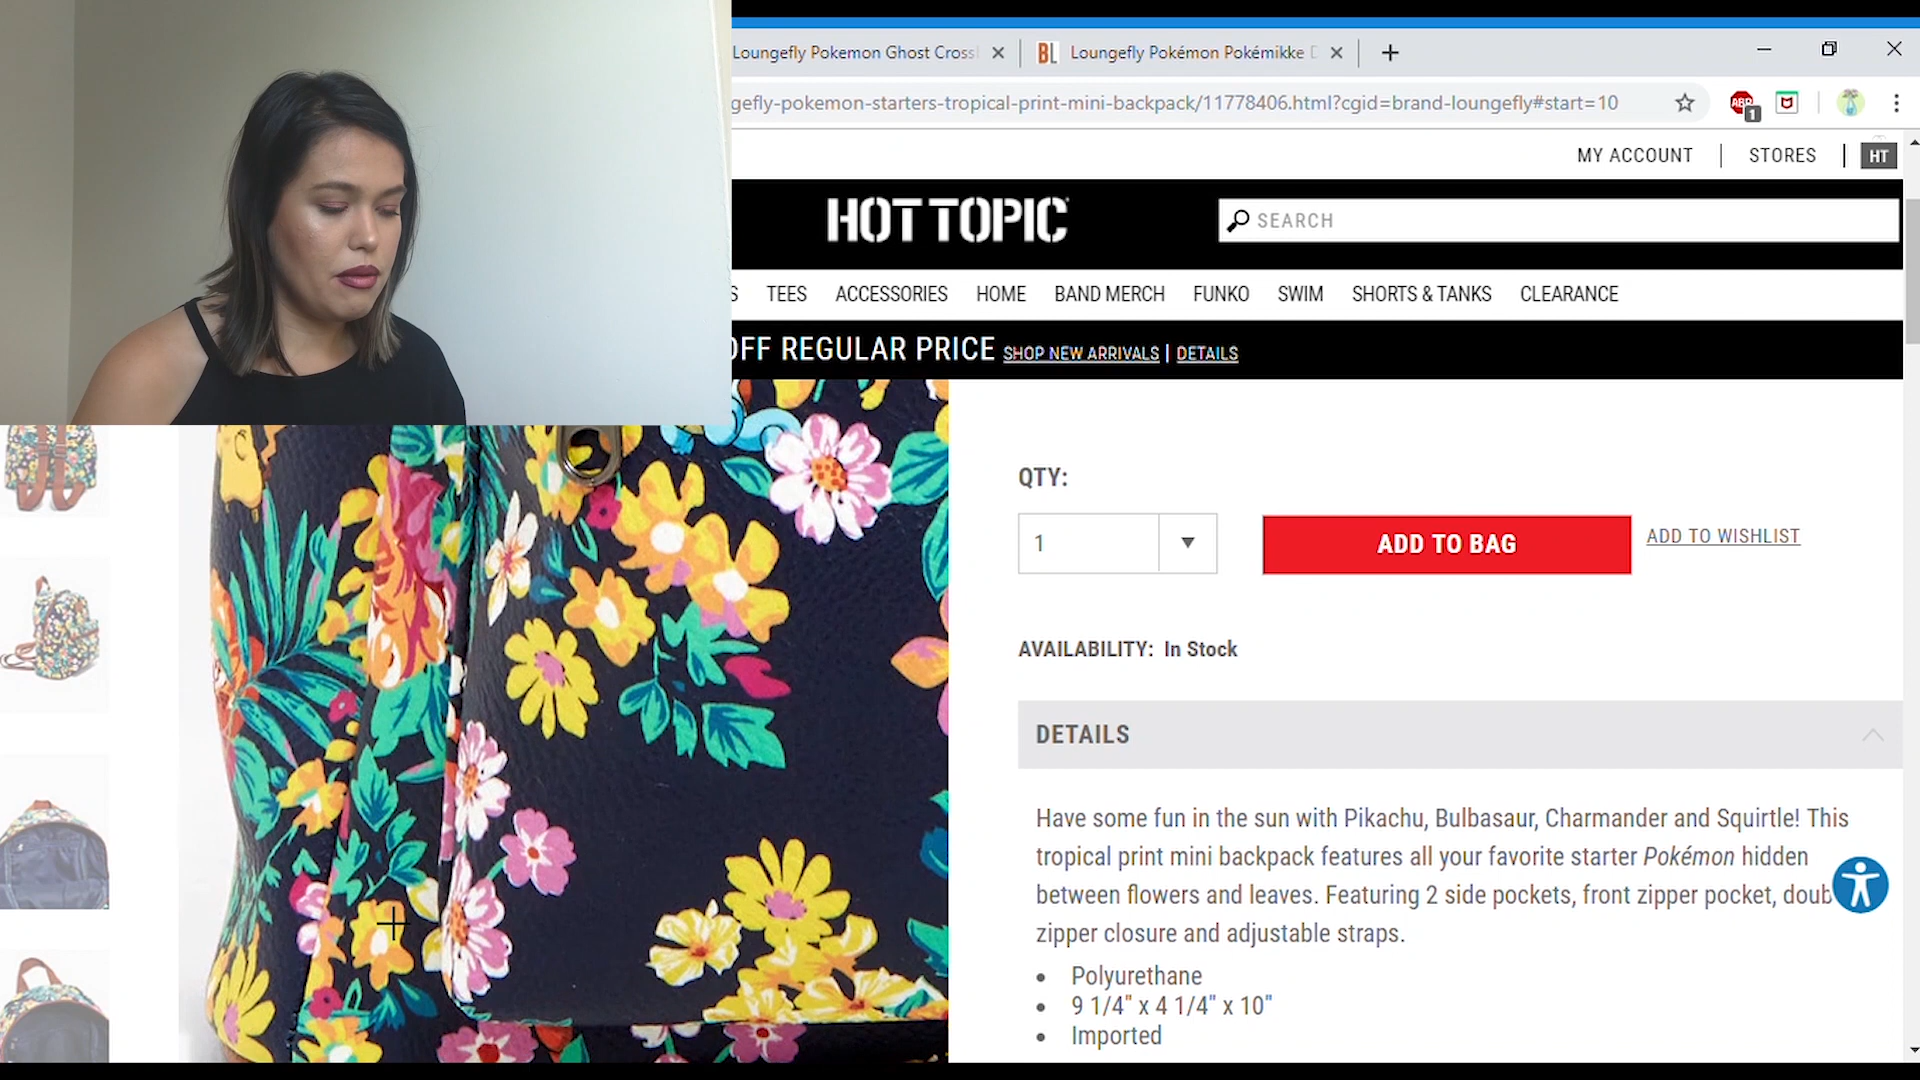 Loungefly Pokemon Ghost Cross
BL Loungefly Pokémon Pokémikke D
gefly-pokemon-starters-tropical-print-mini-backpack/11778406.html?cgid=brand-loungefly#start=10
ABP 1
MY ACCOUNT | STORES | HT
HOT TOPIC
SEARCH
S TEES ACCESSORIES HOME BAND MERCH FUNKO SWIM SHORTS & TANKS CLEARANCE
OFF REGULAR PRICE SHOP NEW ARRIVALS | DETAILS
QTY:
1
ADD TO BAG
ADD TO WISHLIST
AVAILABILITY: In Stock
DETAILS
Have some fun in the sun with Pikachu, Bulbasaur, Charmander and Squirtle! This
tropical print mini backpack features all your favorite starter Pokémon hidden
between flowers and leaves. Featuring 2 side pockets, front zipper pocket, doub
zipper closure and adjustable straps.
• Polyurethane
• 9 1/4" x 4 1/4" x 10"
• Imported